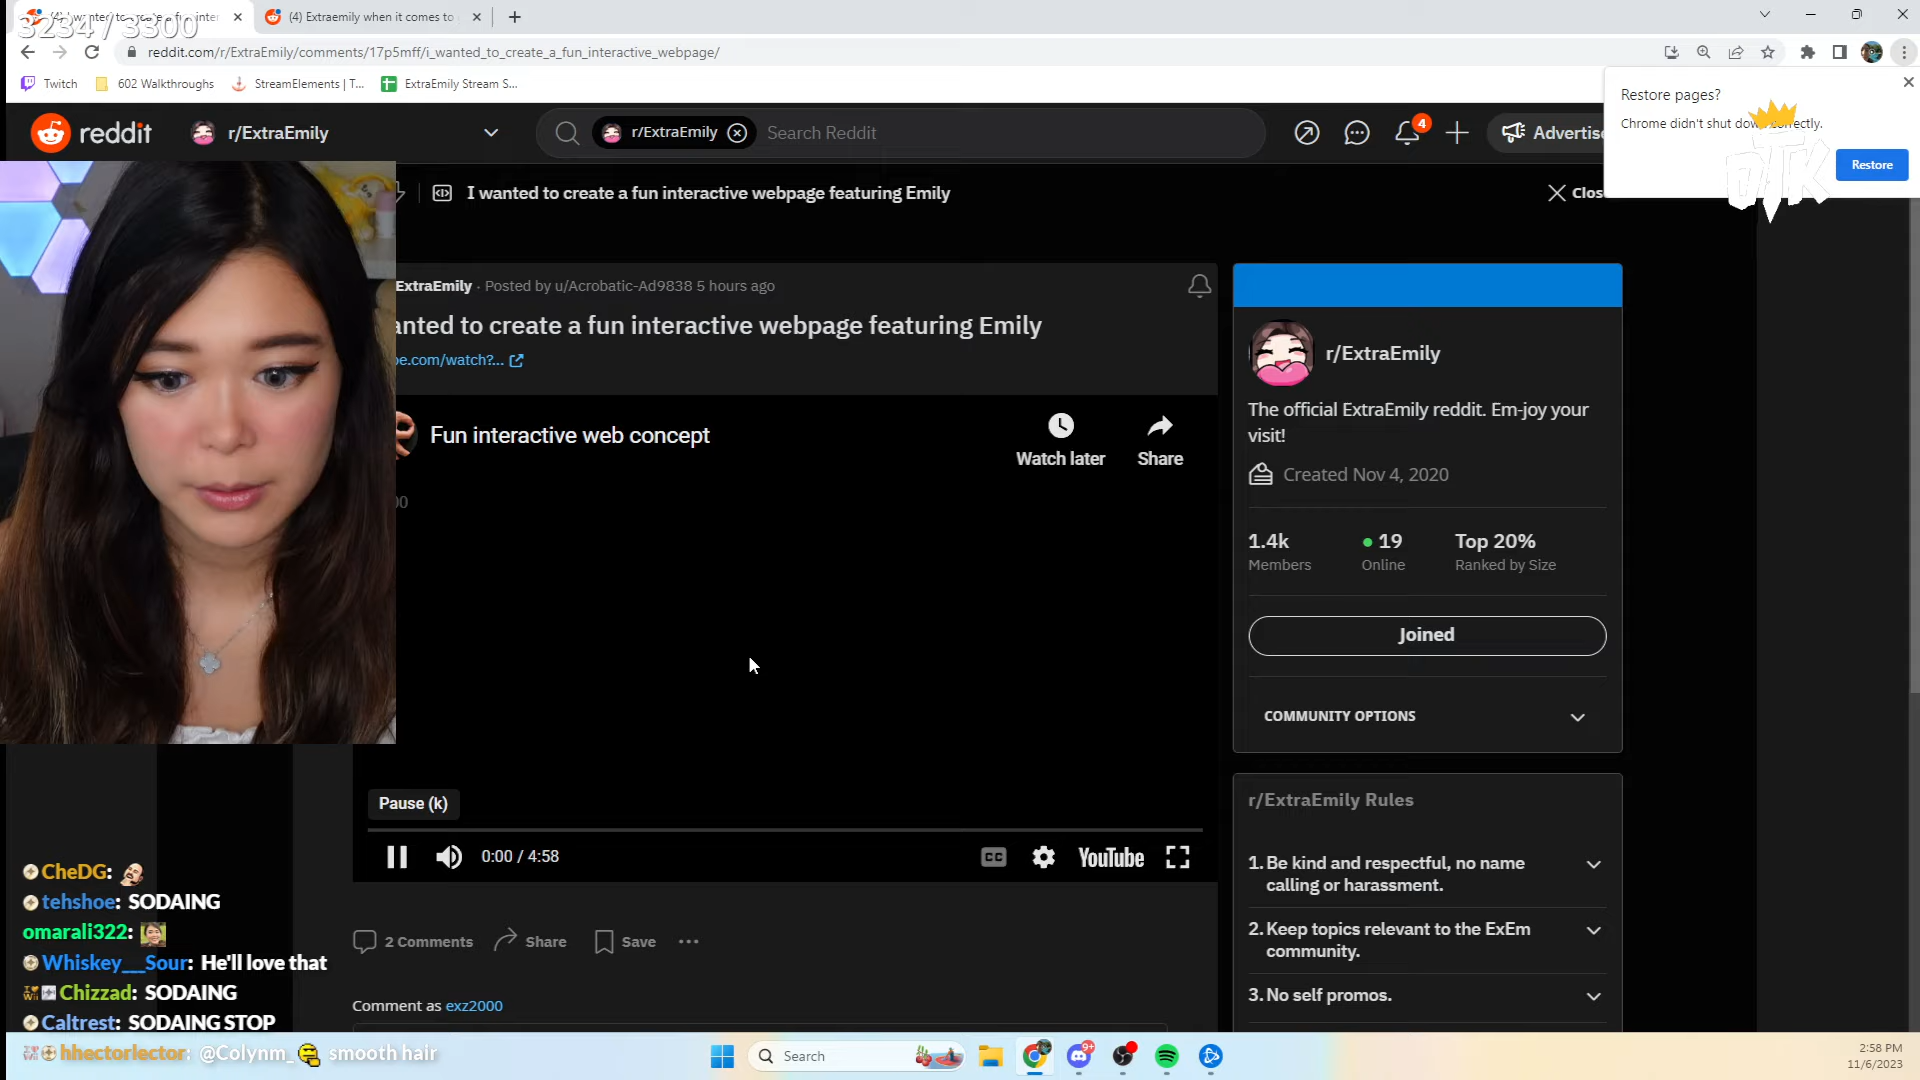 3234 / 3300
(4) Extraemily when it comes to
reddit.com/r/ExtraEmily/comments/17p5mff/i_wanted_to_create_a_fun_interactive_webpage/
Twitch
602 Walkthroughs
StreamElements | T...
ExtraEmily Stream S...
Restore pages?
Chrome didn't shut down correctly.
Restore
OTK
reddit
r/ExtraEmily
r/ExtraEmily
Search Reddit
4
Advertise
I wanted to create a fun interactive webpage featuring Emily
Clos
ExtraEmily · Posted by u/Acrobatic-Ad9838 5 hours ago
anted to create a fun interactive webpage featuring Emily
be.com/watch?...
Fun interactive web concept
Watch later
Share
00
Pause (k)
0:00 / 4:58
CC
YouTube
2 Comments
Share
Save
Comment as exz2000
r/ExtraEmily
The official ExtraEmily reddit. Em-joy your
visit!
Created Nov 4, 2020
1.4k
19
Top 20%
Members
Online
Ranked by Size
Joined
COMMUNITY OPTIONS
r/ExtraEmily Rules
1. Be kind and respectful, no name
calling or harassment.
2. Keep topics relevant to the ExEm
community.
3. No self promos.
CheDG:
tehshoe: SODAING
omarali322:
Whiskey__Sour: He'll love that
Chizzad: SODAING
Caltrest: SODAING STOP
hhectorlector: @Colynm_ smooth hair
Search
9+
2:58 PM
11/6/2023